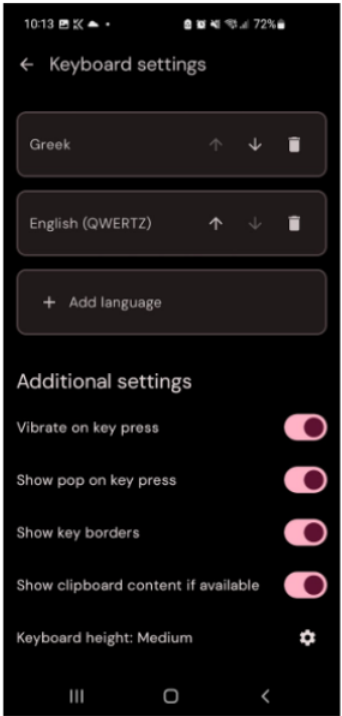 10:13 72%
Keyboard settings
Greek
English (QWERTZ)
+ Add language
Additional settings
Vibrate on key press
Show pop on key press
Show key borders
Show clipboard content if available
Keyboard height: Medium